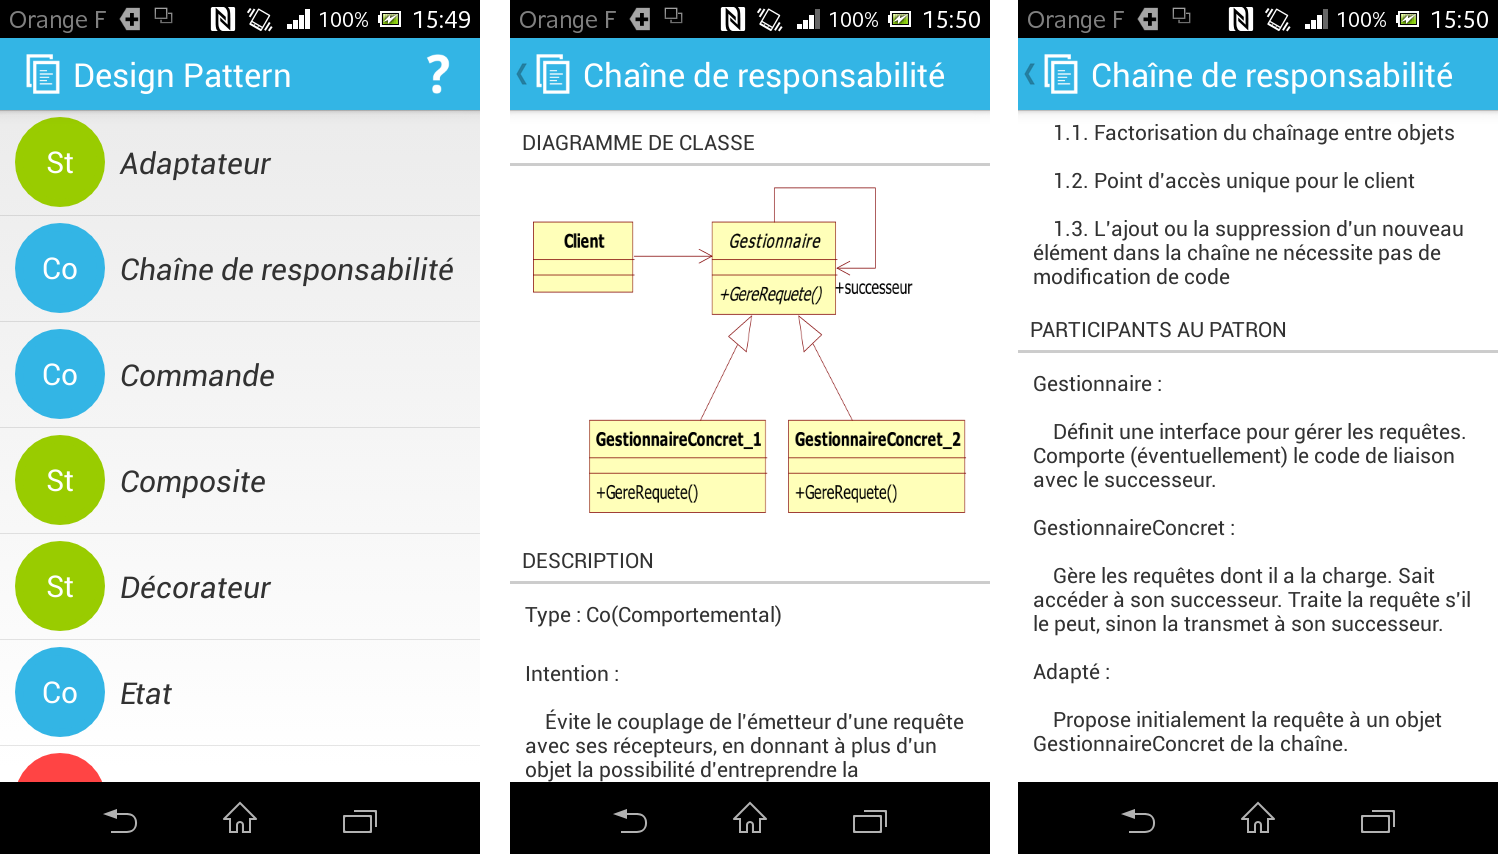 Orange F 100% 15:49
Design Pattern ?
St Adaptateur
Co Chaîne de responsabilité
Co Commande
St Composite
St Décorateur
Co Etat
Orange F 100% 15:50
Chaîne de responsabilité
DIAGRAMME DE CLASSE
Client
Gestionnaire
+GereRequete()
+successeur
GestionnaireConcret_1
+GereRequete()
GestionnaireConcret_2
+GereRequete()
DESCRIPTION
Type : Co(Comportemental)
Intention :
Évite le couplage de l'émetteur d'une requête
avec ses récepteurs, en donnant à plus d'un
objet la possibilité d'entreprendre la
Orange F 100% 15:50
Chaîne de responsabilité
1.1. Factorisation du chaînage entre objets
1.2. Point d'accès unique pour le client
1.3. L'ajout ou la suppression d'un nouveau
élément dans la chaîne ne nécessite pas de
modification de code
PARTICIPANTS AU PATRON
Gestionnaire :
Définit une interface pour gérer les requêtes.
Comporte (éventuellement) le code de liaison
avec le successeur.
GestionnaireConcret :
Gère les requêtes dont il a la charge. Sait
accéder à son successeur. Traite la requête s'il
le peut, sinon la transmet à son successeur.
Adapté :
Propose initialement la requête à un objet
GestionnaireConcret de la chaîne.